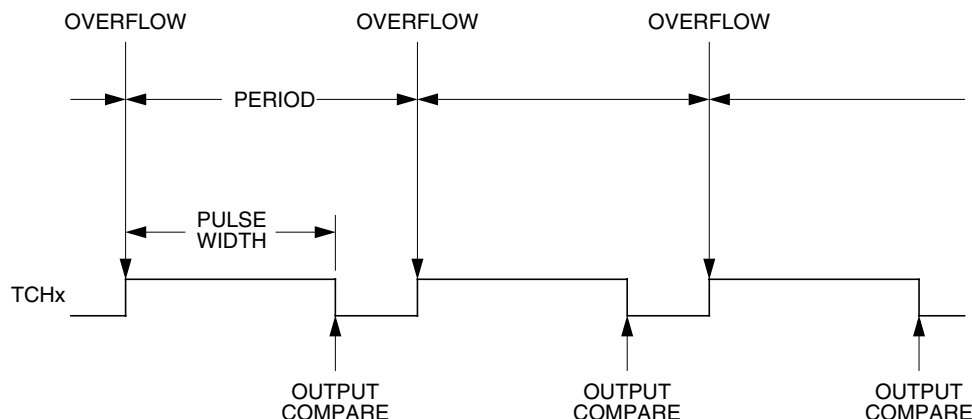 OVERFLOW
OVERFLOW
OVERFLOW
PERIOD
PULSE
WIDTH
TCHx
OUTPUT
COMPARE
OUTPUT
COMPARE
OUTPUT
COMPARE